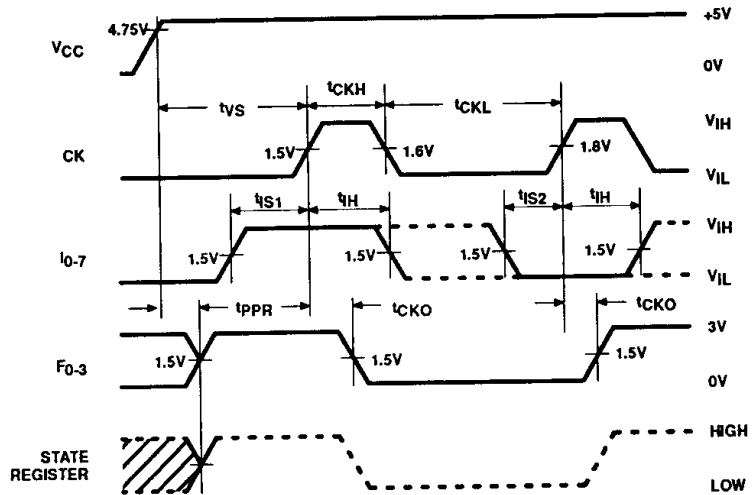 4.75V
+5V
VCC
0V
tCKH
tVS
tCKL
VIH
CK
1.5V
1.6V
1.8V
VIL
tIS1
tIH
tIS2
tIH
VIH
I0-7
1.5V
1.5V
1.5V
1.5V
VIL
tPPR
tCKO
tCKO
3V
F0-3
1.5V
1.5V
1.5V
0V
HIGH
STATE
REGISTER
LOW